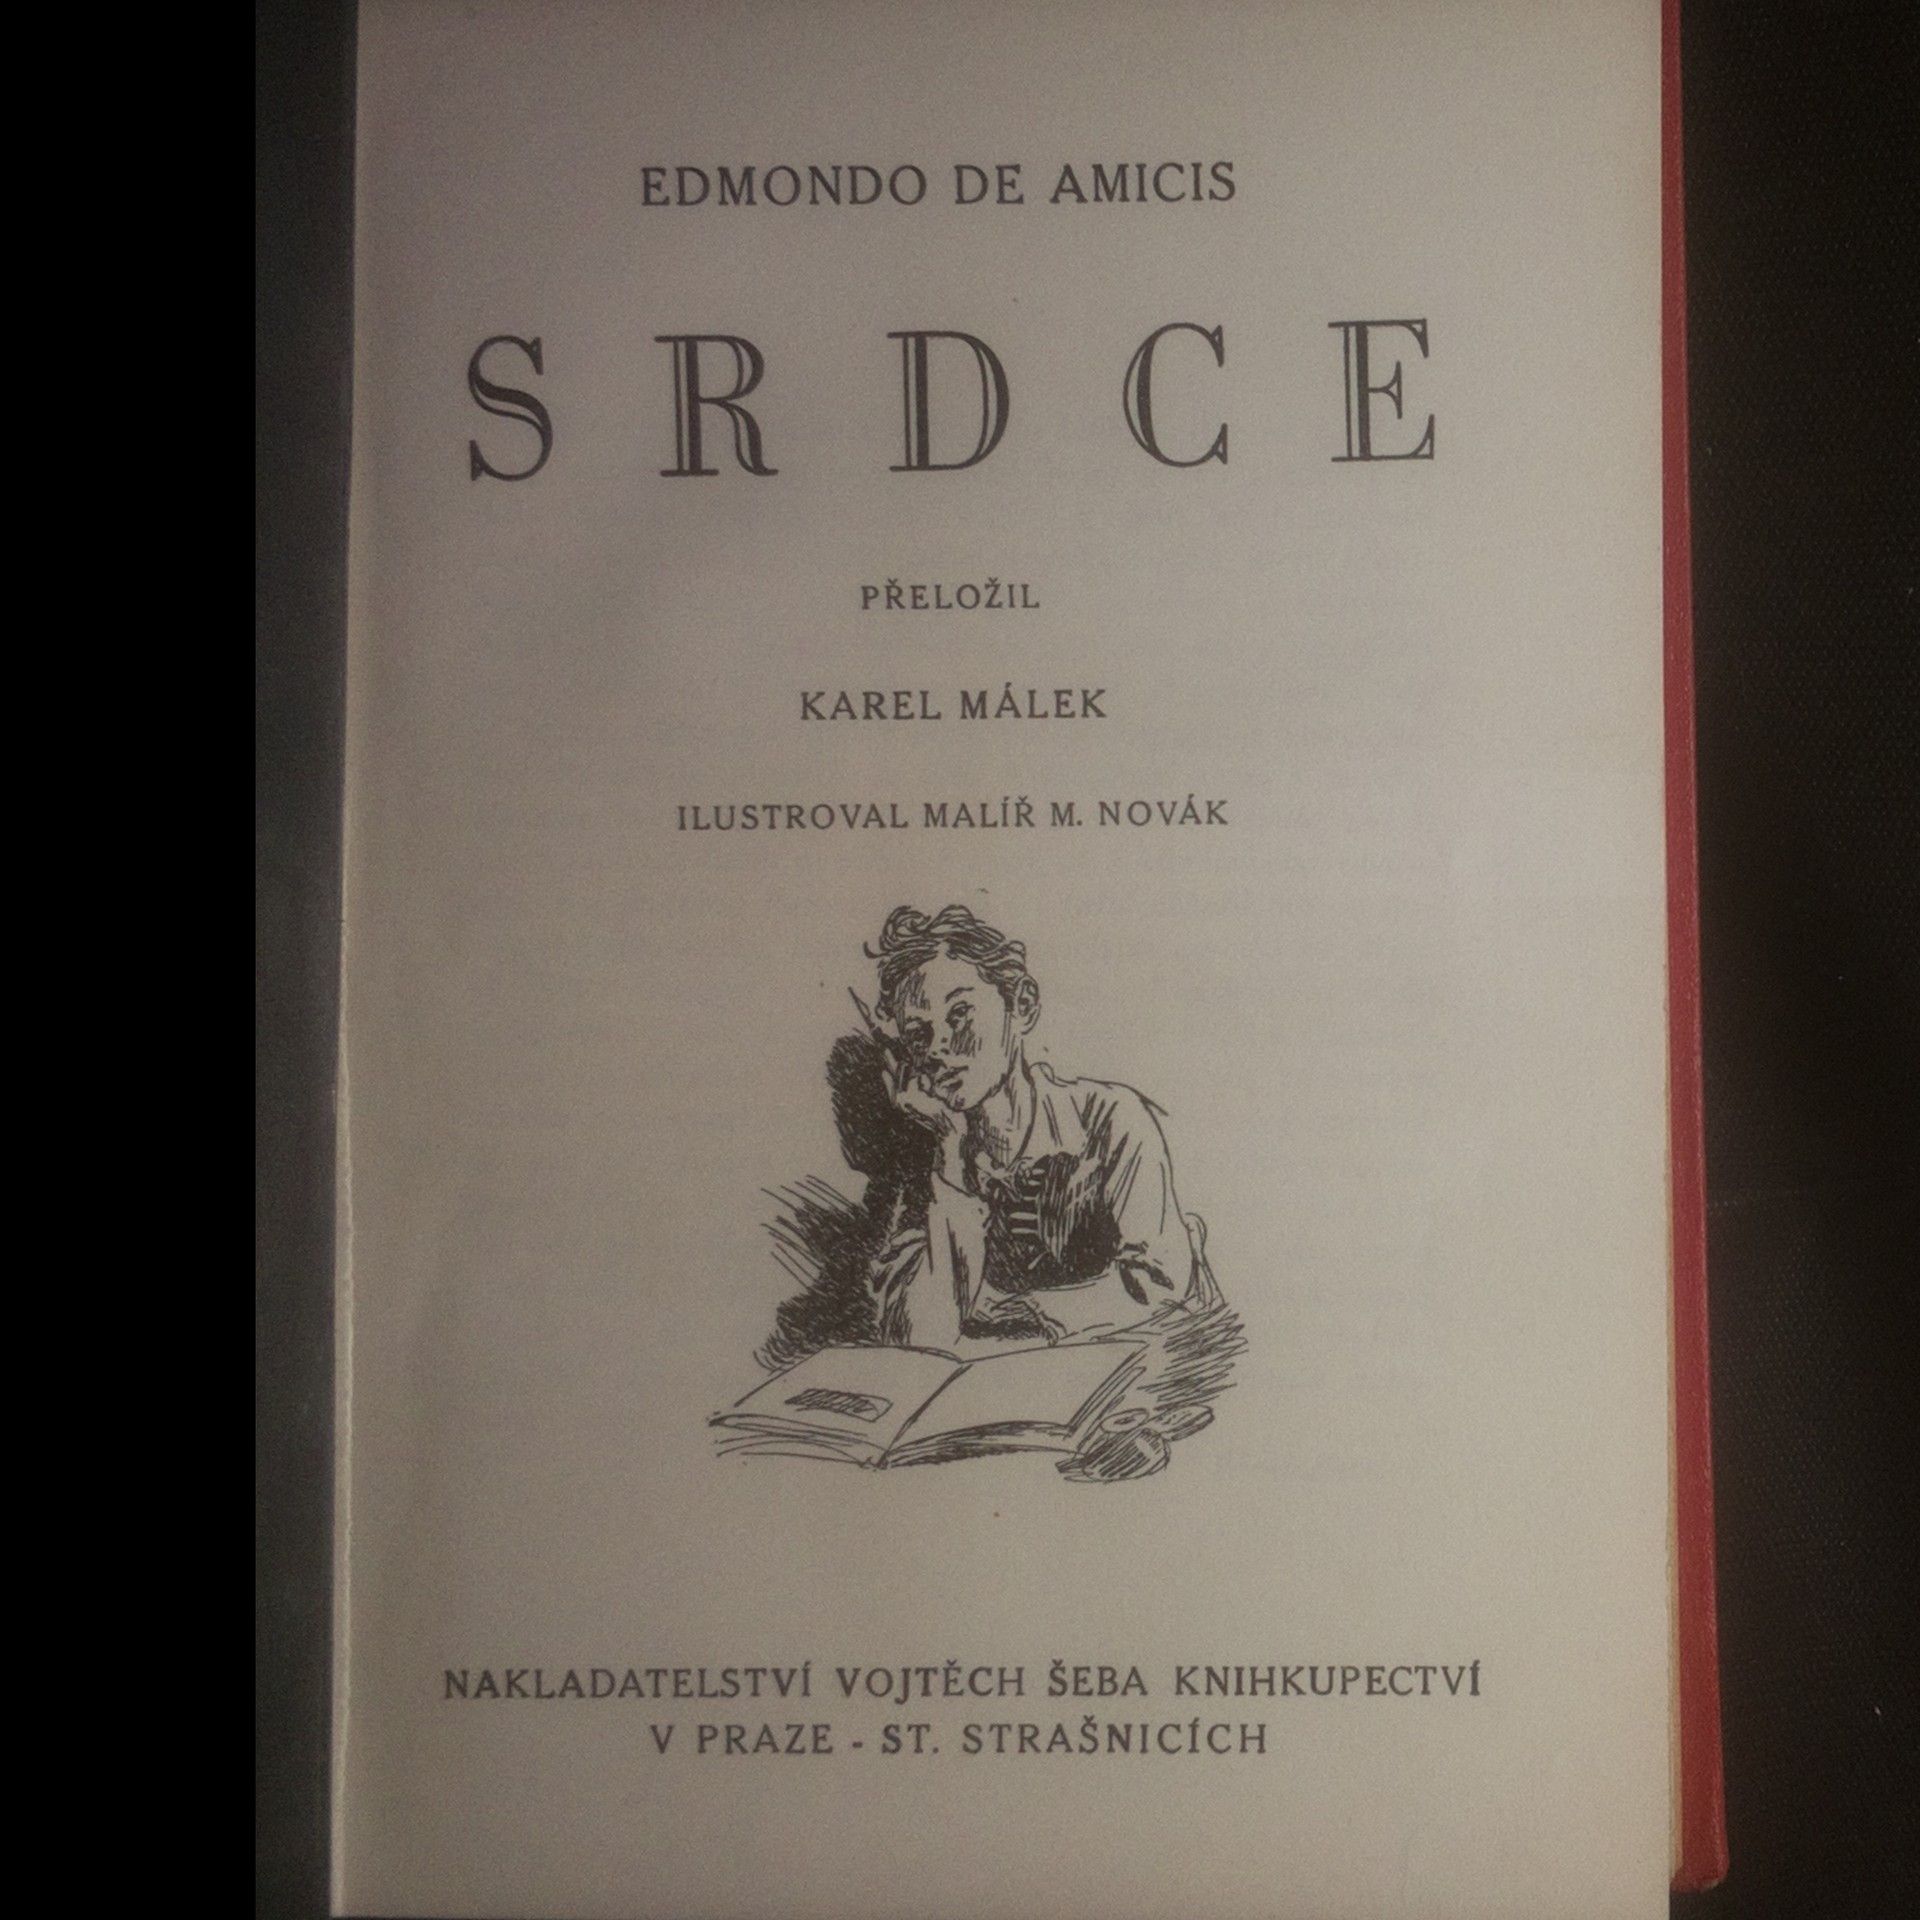 EDMONDO DE AMICIS
SRDCE
PŘELOŽIL
KAREL MÁLEK
ILUSTROVAL MALÍŘ M. NOVÁK
NAKLADATELSTVÍ VOJTĚCH ŠEBA KNIHKUPECTVÍ
V PRAZE - ST. STRAŠNICÍCH